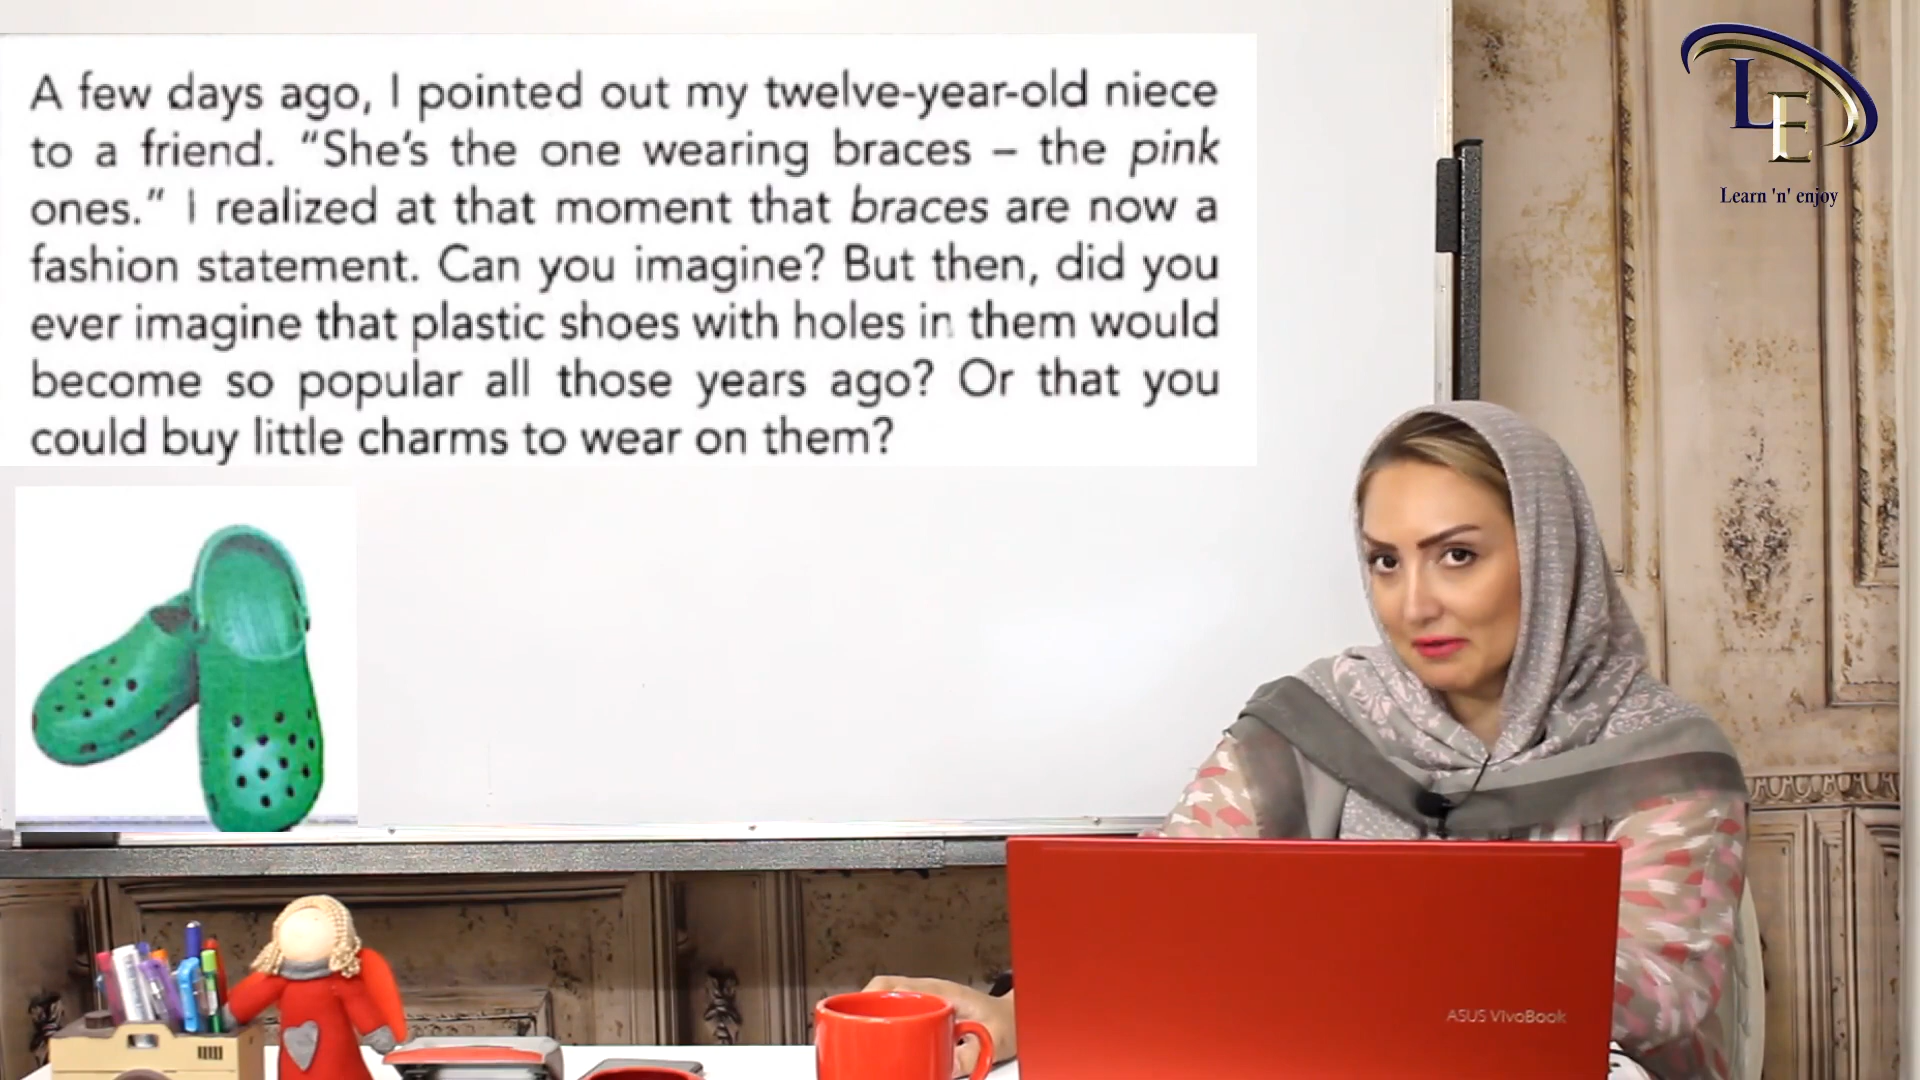 A few days ago, I pointed out my twelve-year-old niece
to a friend. “She’s the one wearing braces – the pink
ones.” I realized at that moment that braces are now a
fashion statement. Can you imagine? But then, did you
ever imagine that plastic shoes with holes in them would
become so popular all those years ago? Or that you
could buy little charms to wear on them?
LE
Learn 'n' enjoy
ASUS VivoBook